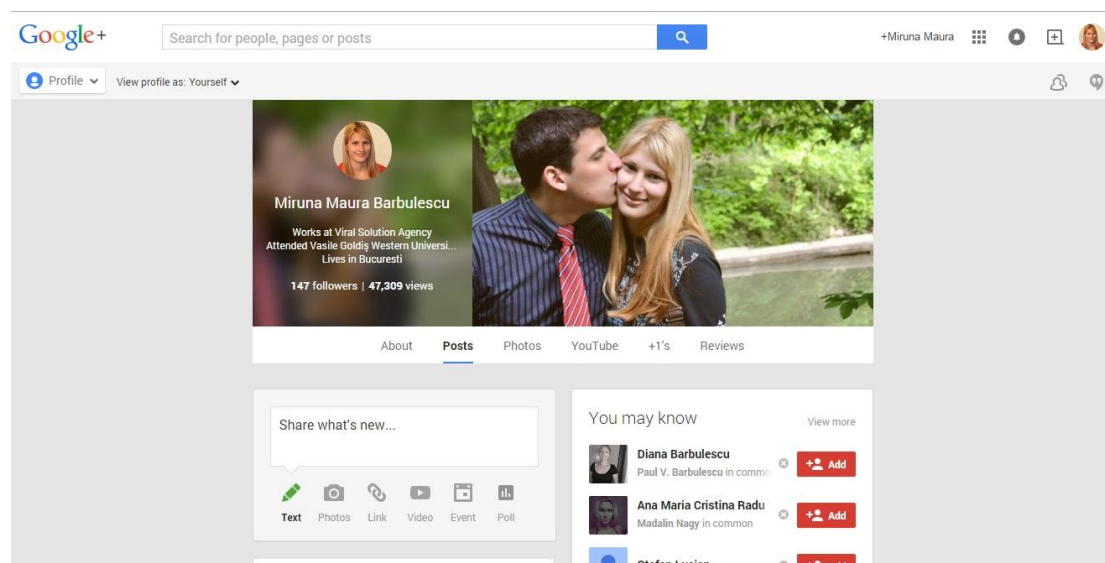 Google+
Search for people, pages or posts
+Miruna Maura
Profile
View profile as: Yourself
Miruna Maura Barbulescu
Works at Viral Solution Agency
Attended Vasile Goldiş Western Universi...
Lives in Bucuresti
147 followers | 47,309 views
About Posts Photos YouTube +1's Reviews
Share what's new...
Text Photos Link Video Event Poll
You may know
View more
Diana Barbulescu
Paul V. Barbulescu in commo
Add
Ana Maria Cristina Radu
Madalin Nagy in common
Add